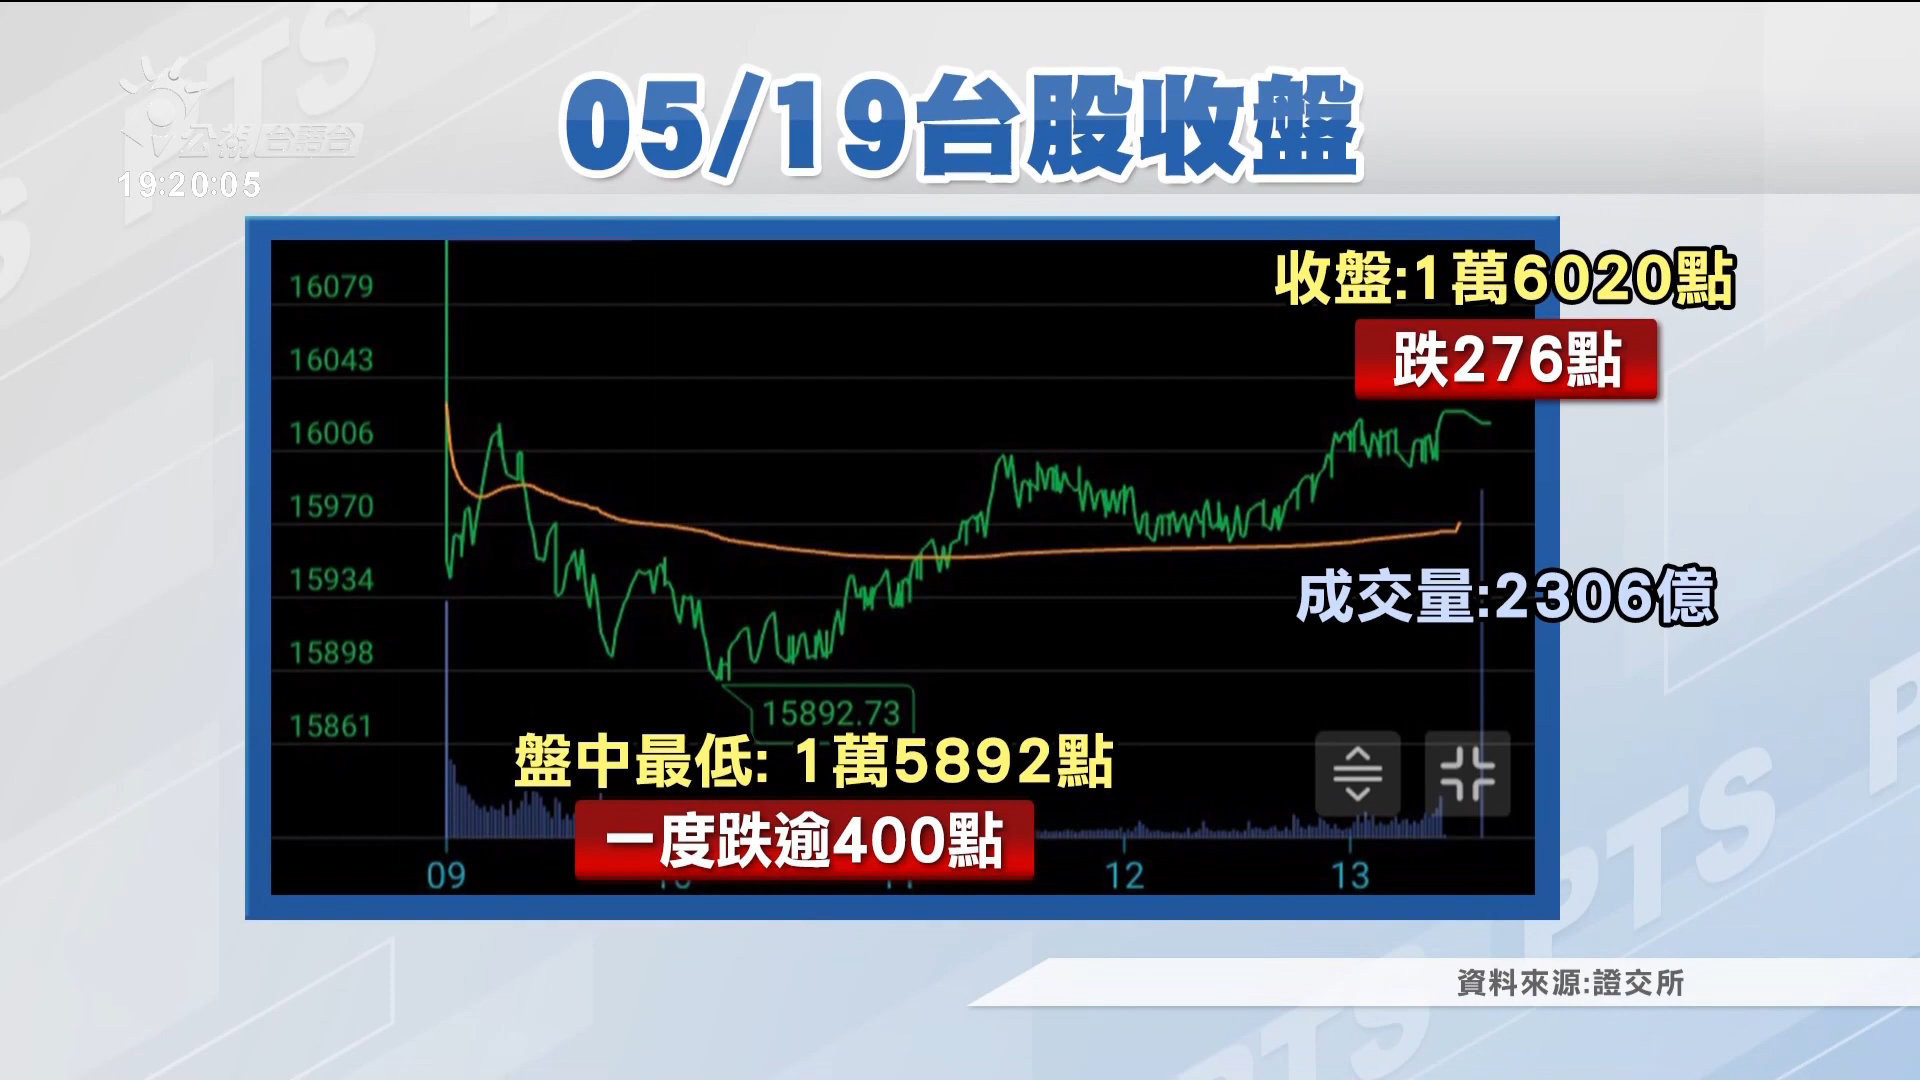 05/19台股收盤
公視台語台
19:20:05
16079
16043
16006
15970
15934
15898
15861
收盤:1萬6020點
跌276點
成交量:2306億
15892.73
盤中最低: 1萬5892點
一度跌逾400點
09
12
13
資料來源:證交所
PTS
PTS